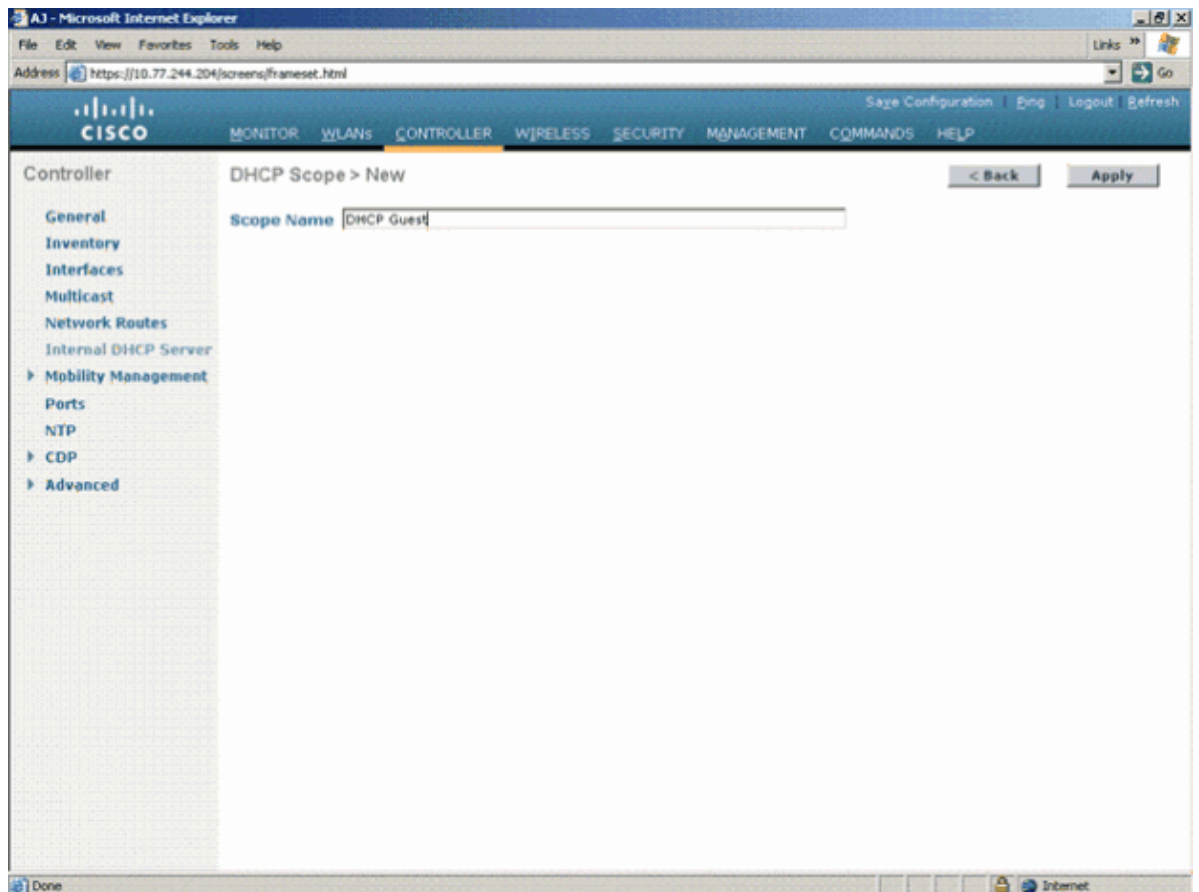 AJ - Microsoft Internet Explorer
File Edit View Favorites Tools Help Links »
Address https://10.77.244.204/screens/frameset.html Go
Save Configuration | Ping | Logout | Refresh
CISCO MONITOR WLANs CONTROLLER WIRELESS SECURITY MANAGEMENT COMMANDS HELP
Controller
DHCP Scope > New < Back Apply
General
Scope Name DHCP Guest
Inventory
Interfaces
Multicast
Network Routes
Internal DHCP Server
Mobility Management
Ports
NTP
CDP
Advanced
Done Internet